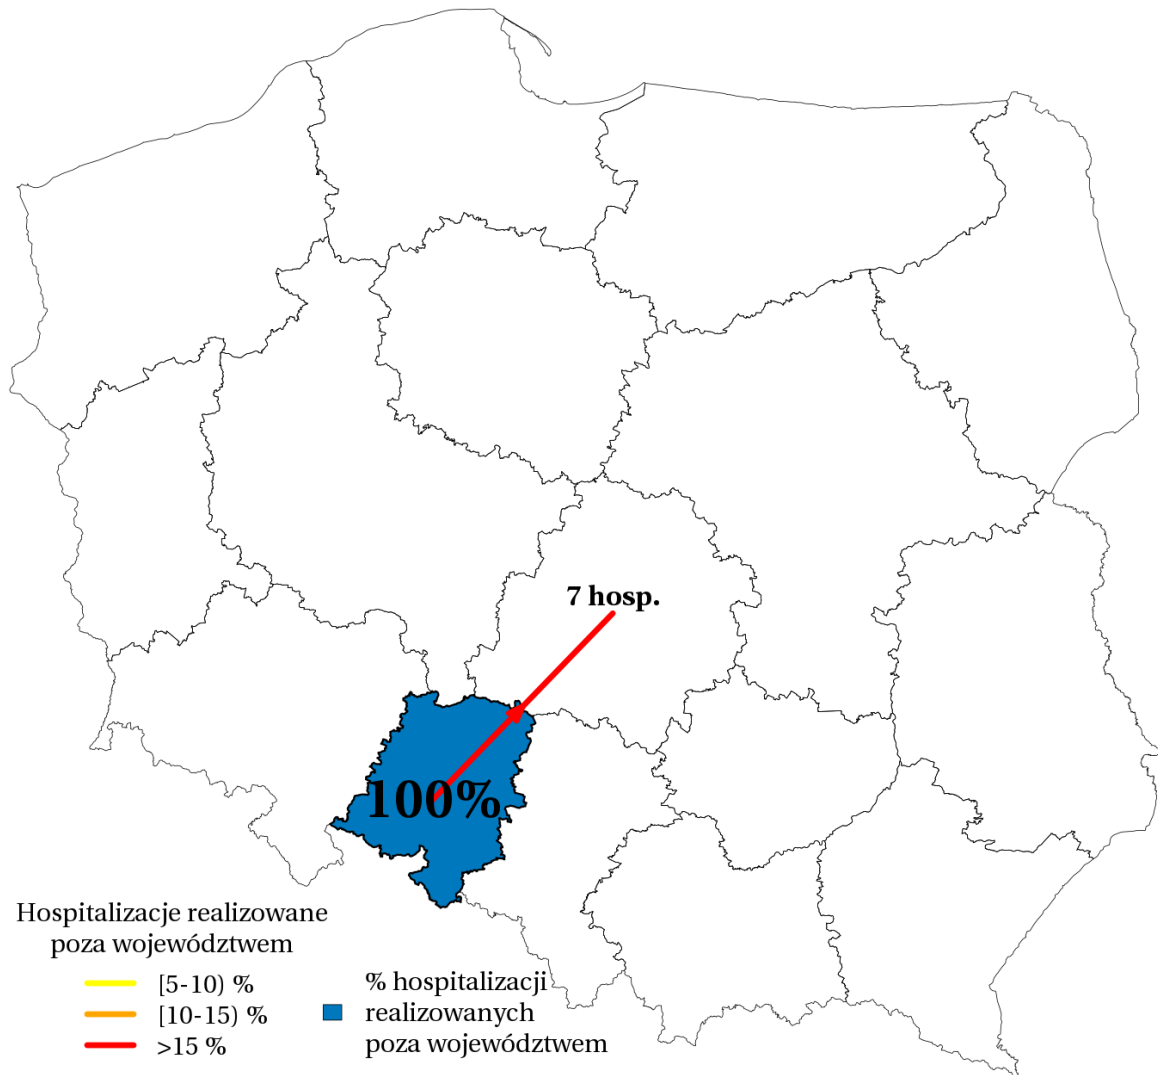 7 hosp.
100%
Hospitalizacje realizowane
poza województwem
[5-10) %
[10-15) %
>15 %
% hospitalizacji
realizowanych
poza województwem